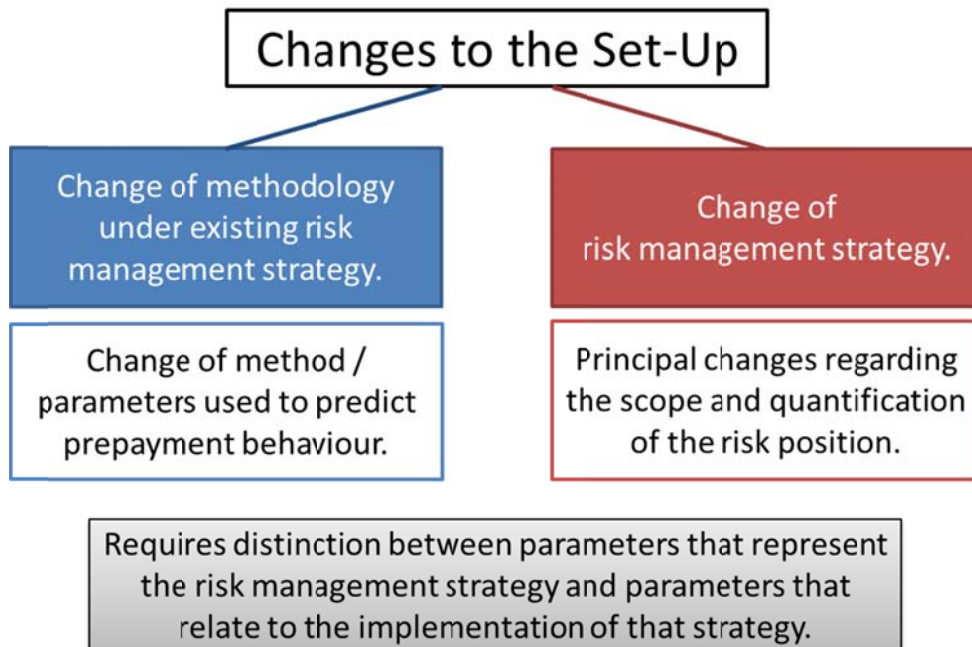 Changes to the Set-Up
Change of methodology
under existing risk
management strategy.
Change of
risk management strategy.
Change of method /
parameters used to predict
prepayment behaviour.
Principal changes regarding
the scope and quantification
of the risk position.
Requires distinction between parameters that represent
the risk management strategy and parameters that
relate to the implementation of that strategy.